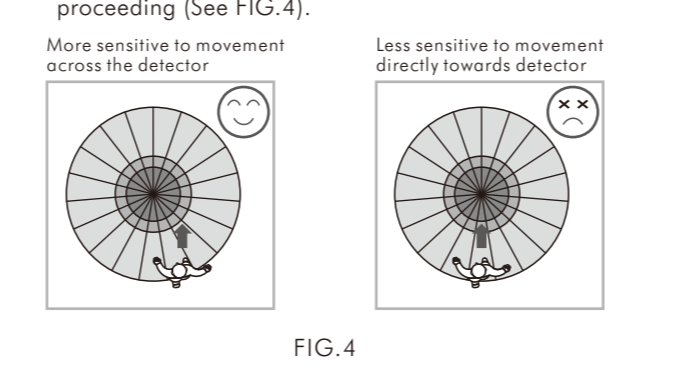 proceeding (See FIG.4).
More sensitive to movement
across the detector
Less sensitive to movement
directly towards detector
FIG.4